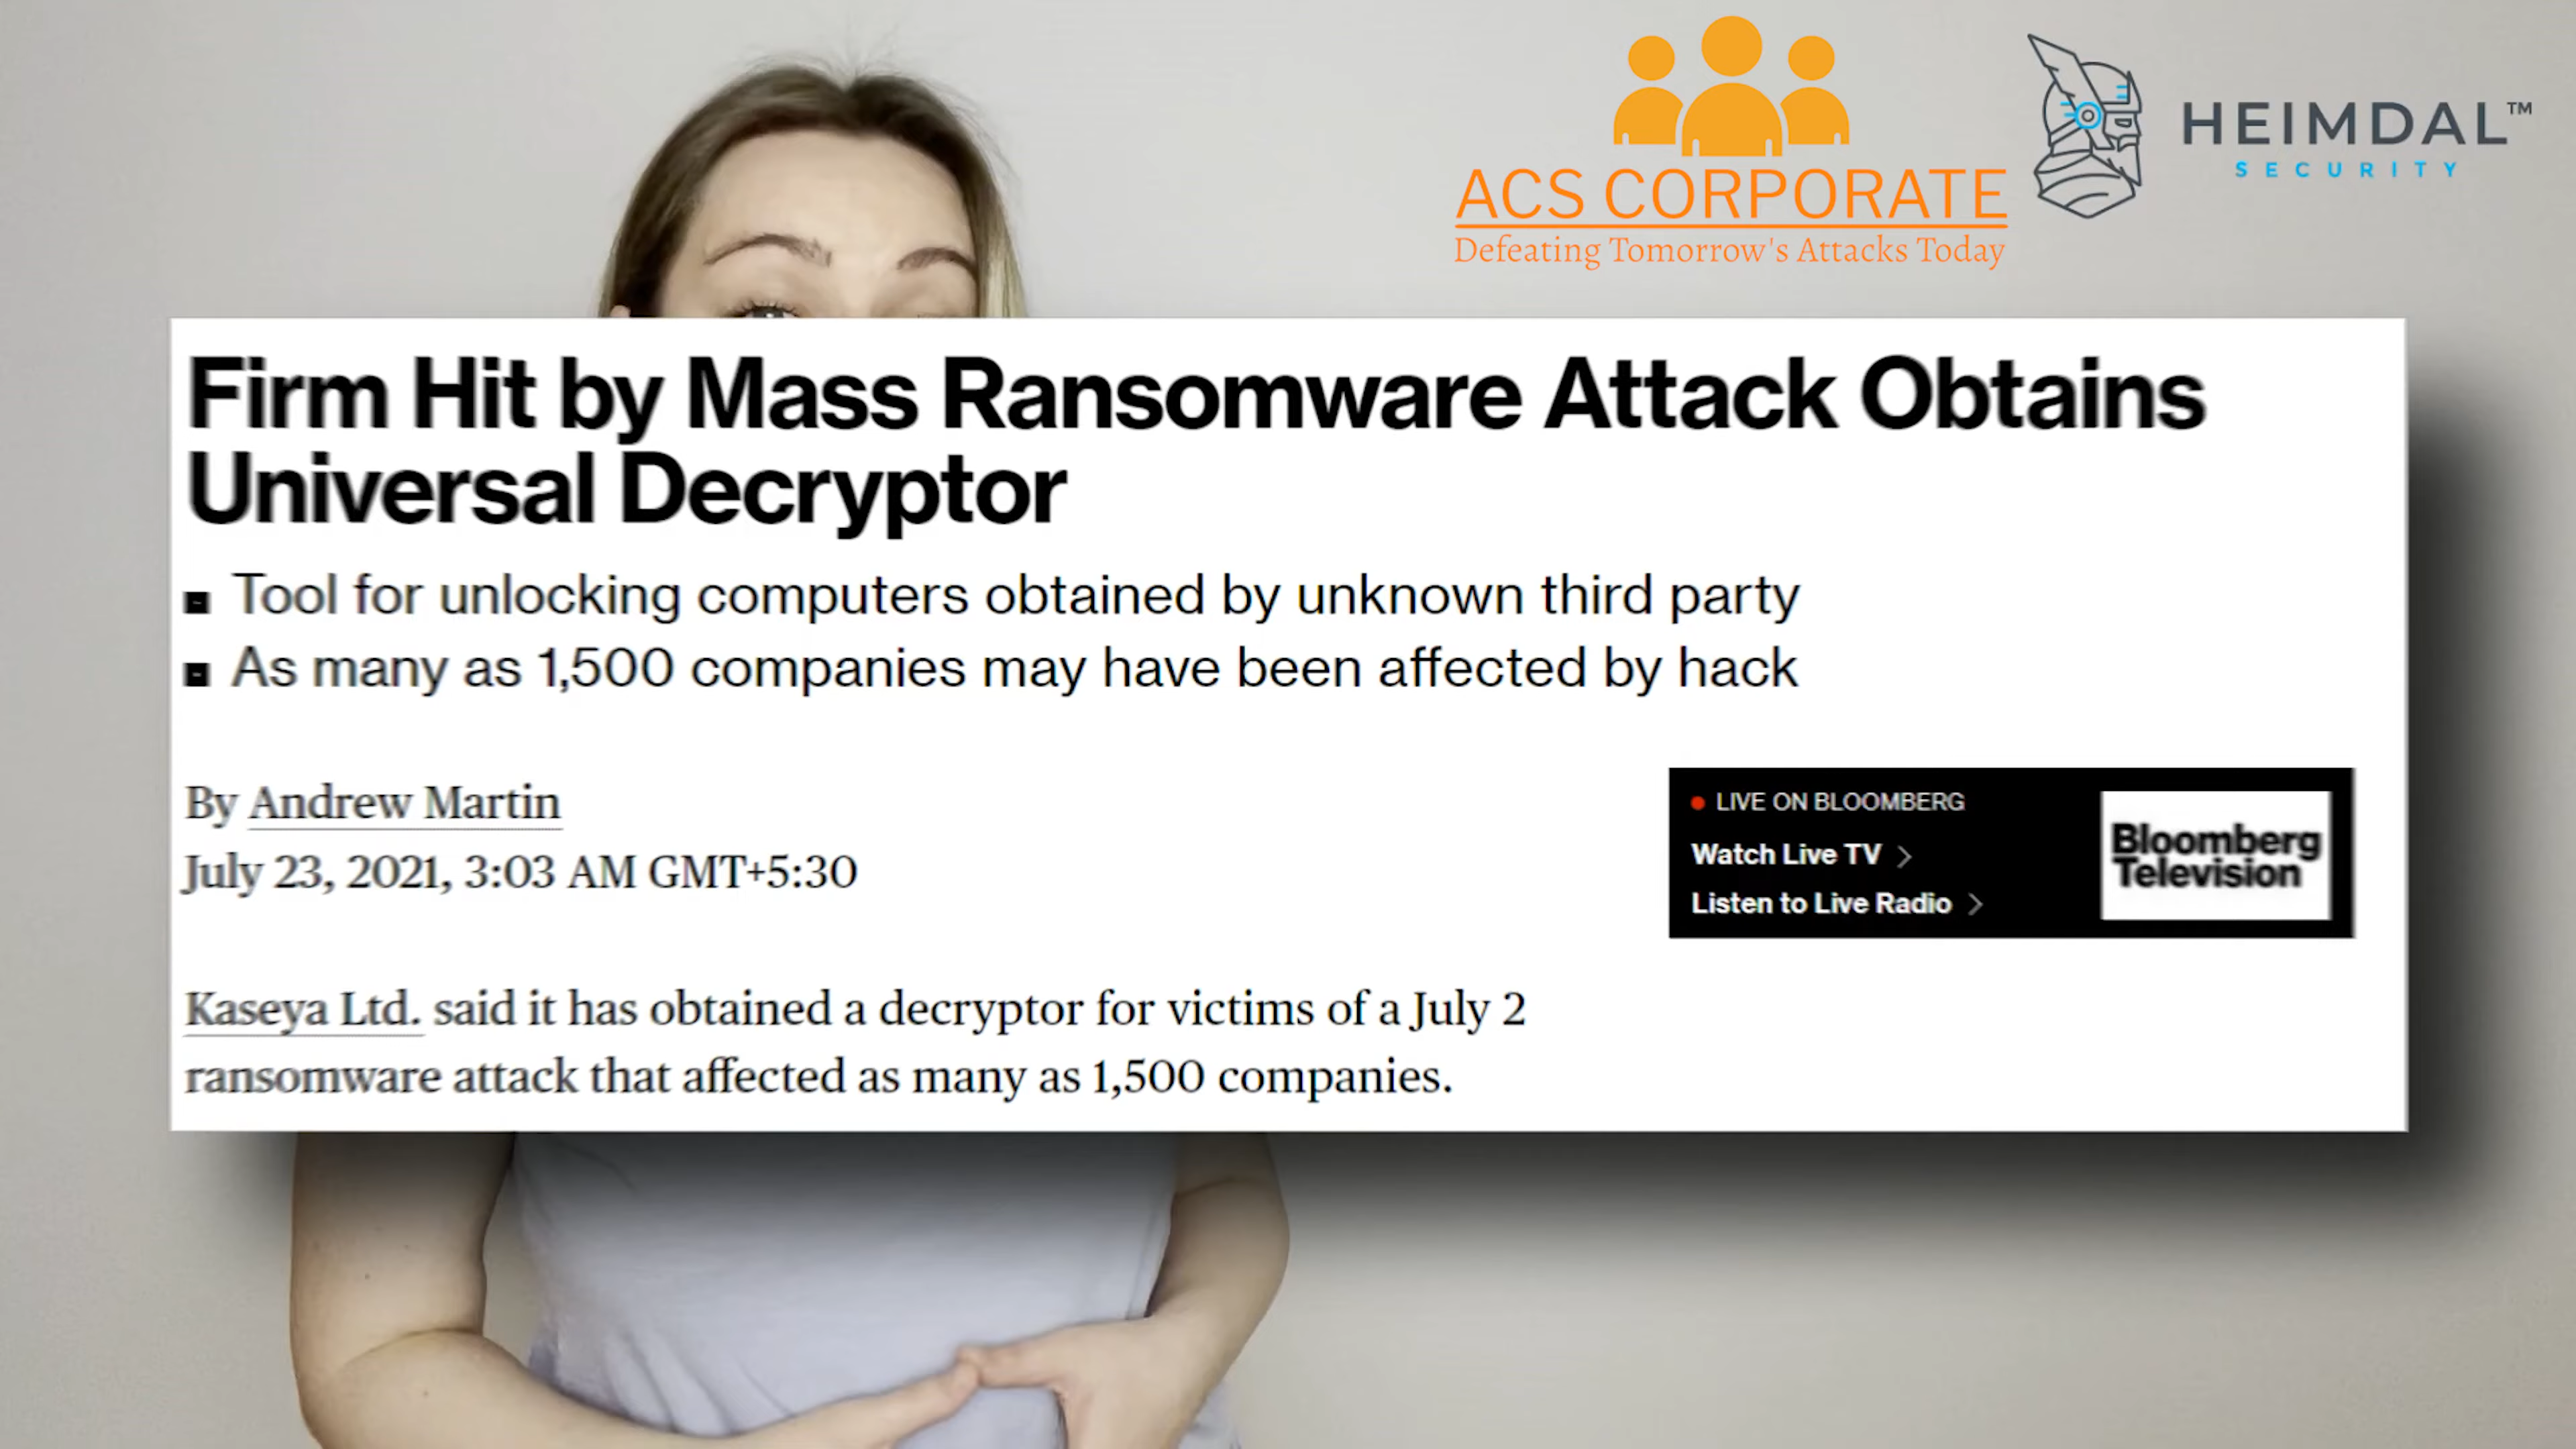 ACS CORPORATE
Defeating Tomorrow's Attacks Today
HEIMDAL™
SECURITY
Firm Hit by Mass Ransomware Attack Obtains
Universal Decryptor
Tool for unlocking computers obtained by unknown third party
As many as 1,500 companies may have been affected by hack
By Andrew Martin
July 23, 2021, 3:03 AM GMT+5:30
LIVE ON BLOOMBERG
Watch Live TV
Listen to Live Radio
Bloomberg
Television
Kaseya Ltd. said it has obtained a decryptor for victims of a July 2
ransomware attack that affected as many as 1,500 companies.